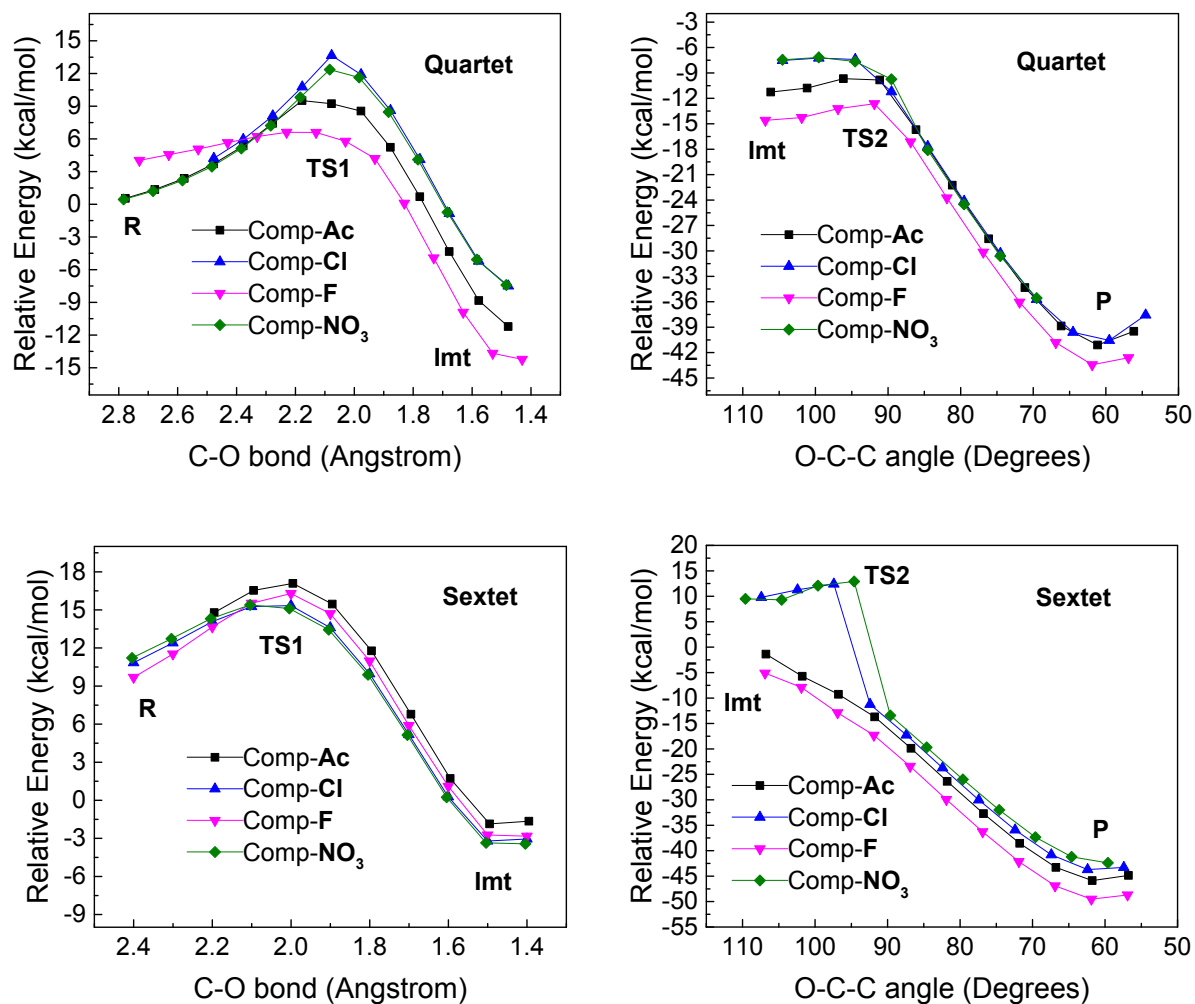 15
12
9
6
3
0
-3
-6
-9
-12
-15
Relative Energy (kcal/mol)
Quartet
TS1
R
Comp-Ac
Comp-Cl
Comp-F
Comp-NO3
Imt
2.8 2.6 2.4 2.2 2.0 1.8 1.6 1.4
C-O bond (Angstrom)
-3
-6
-9
-12
-15
-18
-21
-24
-27
-30
-33
-36
-39
-42
-45
Relative Energy (kcal/mol)
Quartet
TS2
Imt
Comp-Ac
Comp-Cl
Comp-F
Comp-NO3
P
110 100 90 80 70 60 50
O-C-C angle (Degrees)
18
15
12
9
6
3
0
-3
-6
-9
Relative Energy (kcal/mol)
Sextet
TS1
R
Comp-Ac
Comp-Cl
Comp-F
Comp-NO3
Imt
2.4 2.2 2.0 1.8 1.6 1.4
C-O bond (Angstrom)
20
15
10
5
0
-5
-10
-15
-20
-25
-30
-35
-40
-45
-50
-55
Relative Energy (kcal/mol)
TS2
Sextet
Imt
Comp-Ac
Comp-Cl
Comp-F
Comp-NO3
P
110 100 90 80 70 60 50
O-C-C angle (Degrees)